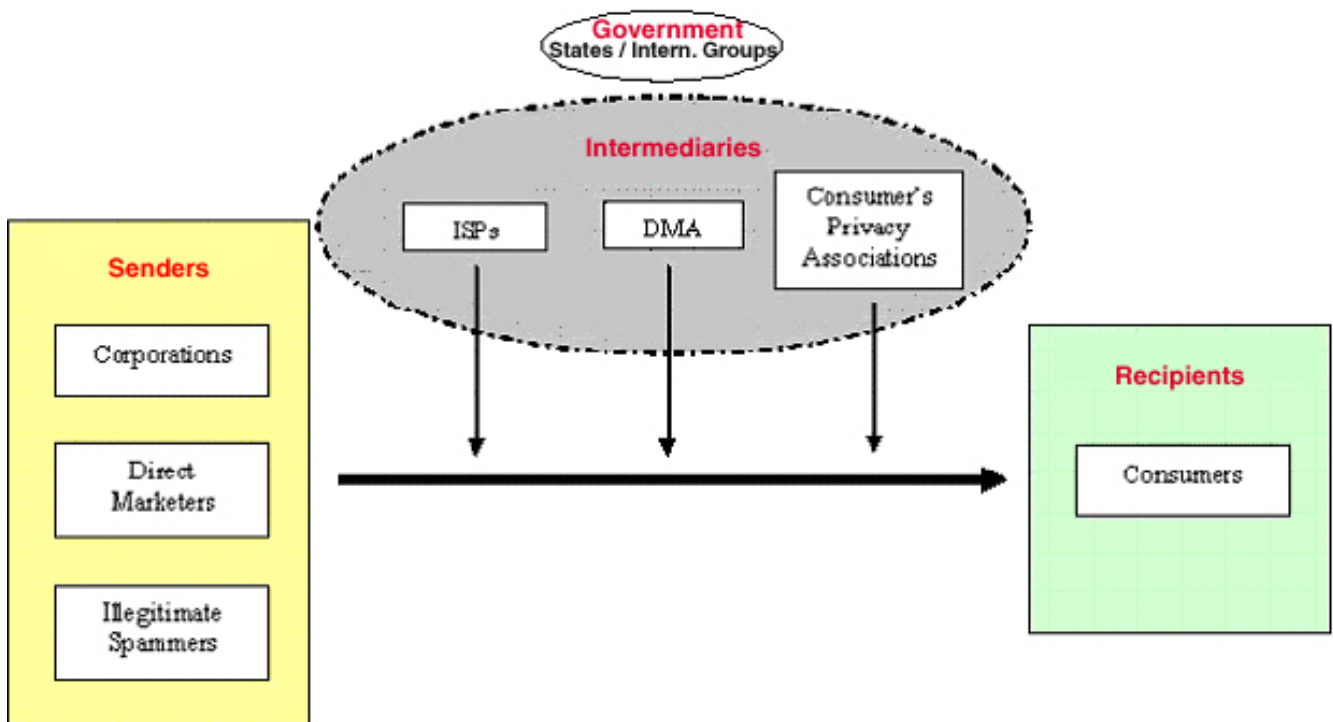 Government
States / Intern. Groups
Intermediaries
ISPs
DMA
Consumer's
Privacy
Associations
Senders
Corporations
Direct
Marketers
Illegitimate
Spammers
Recipients
Consumers